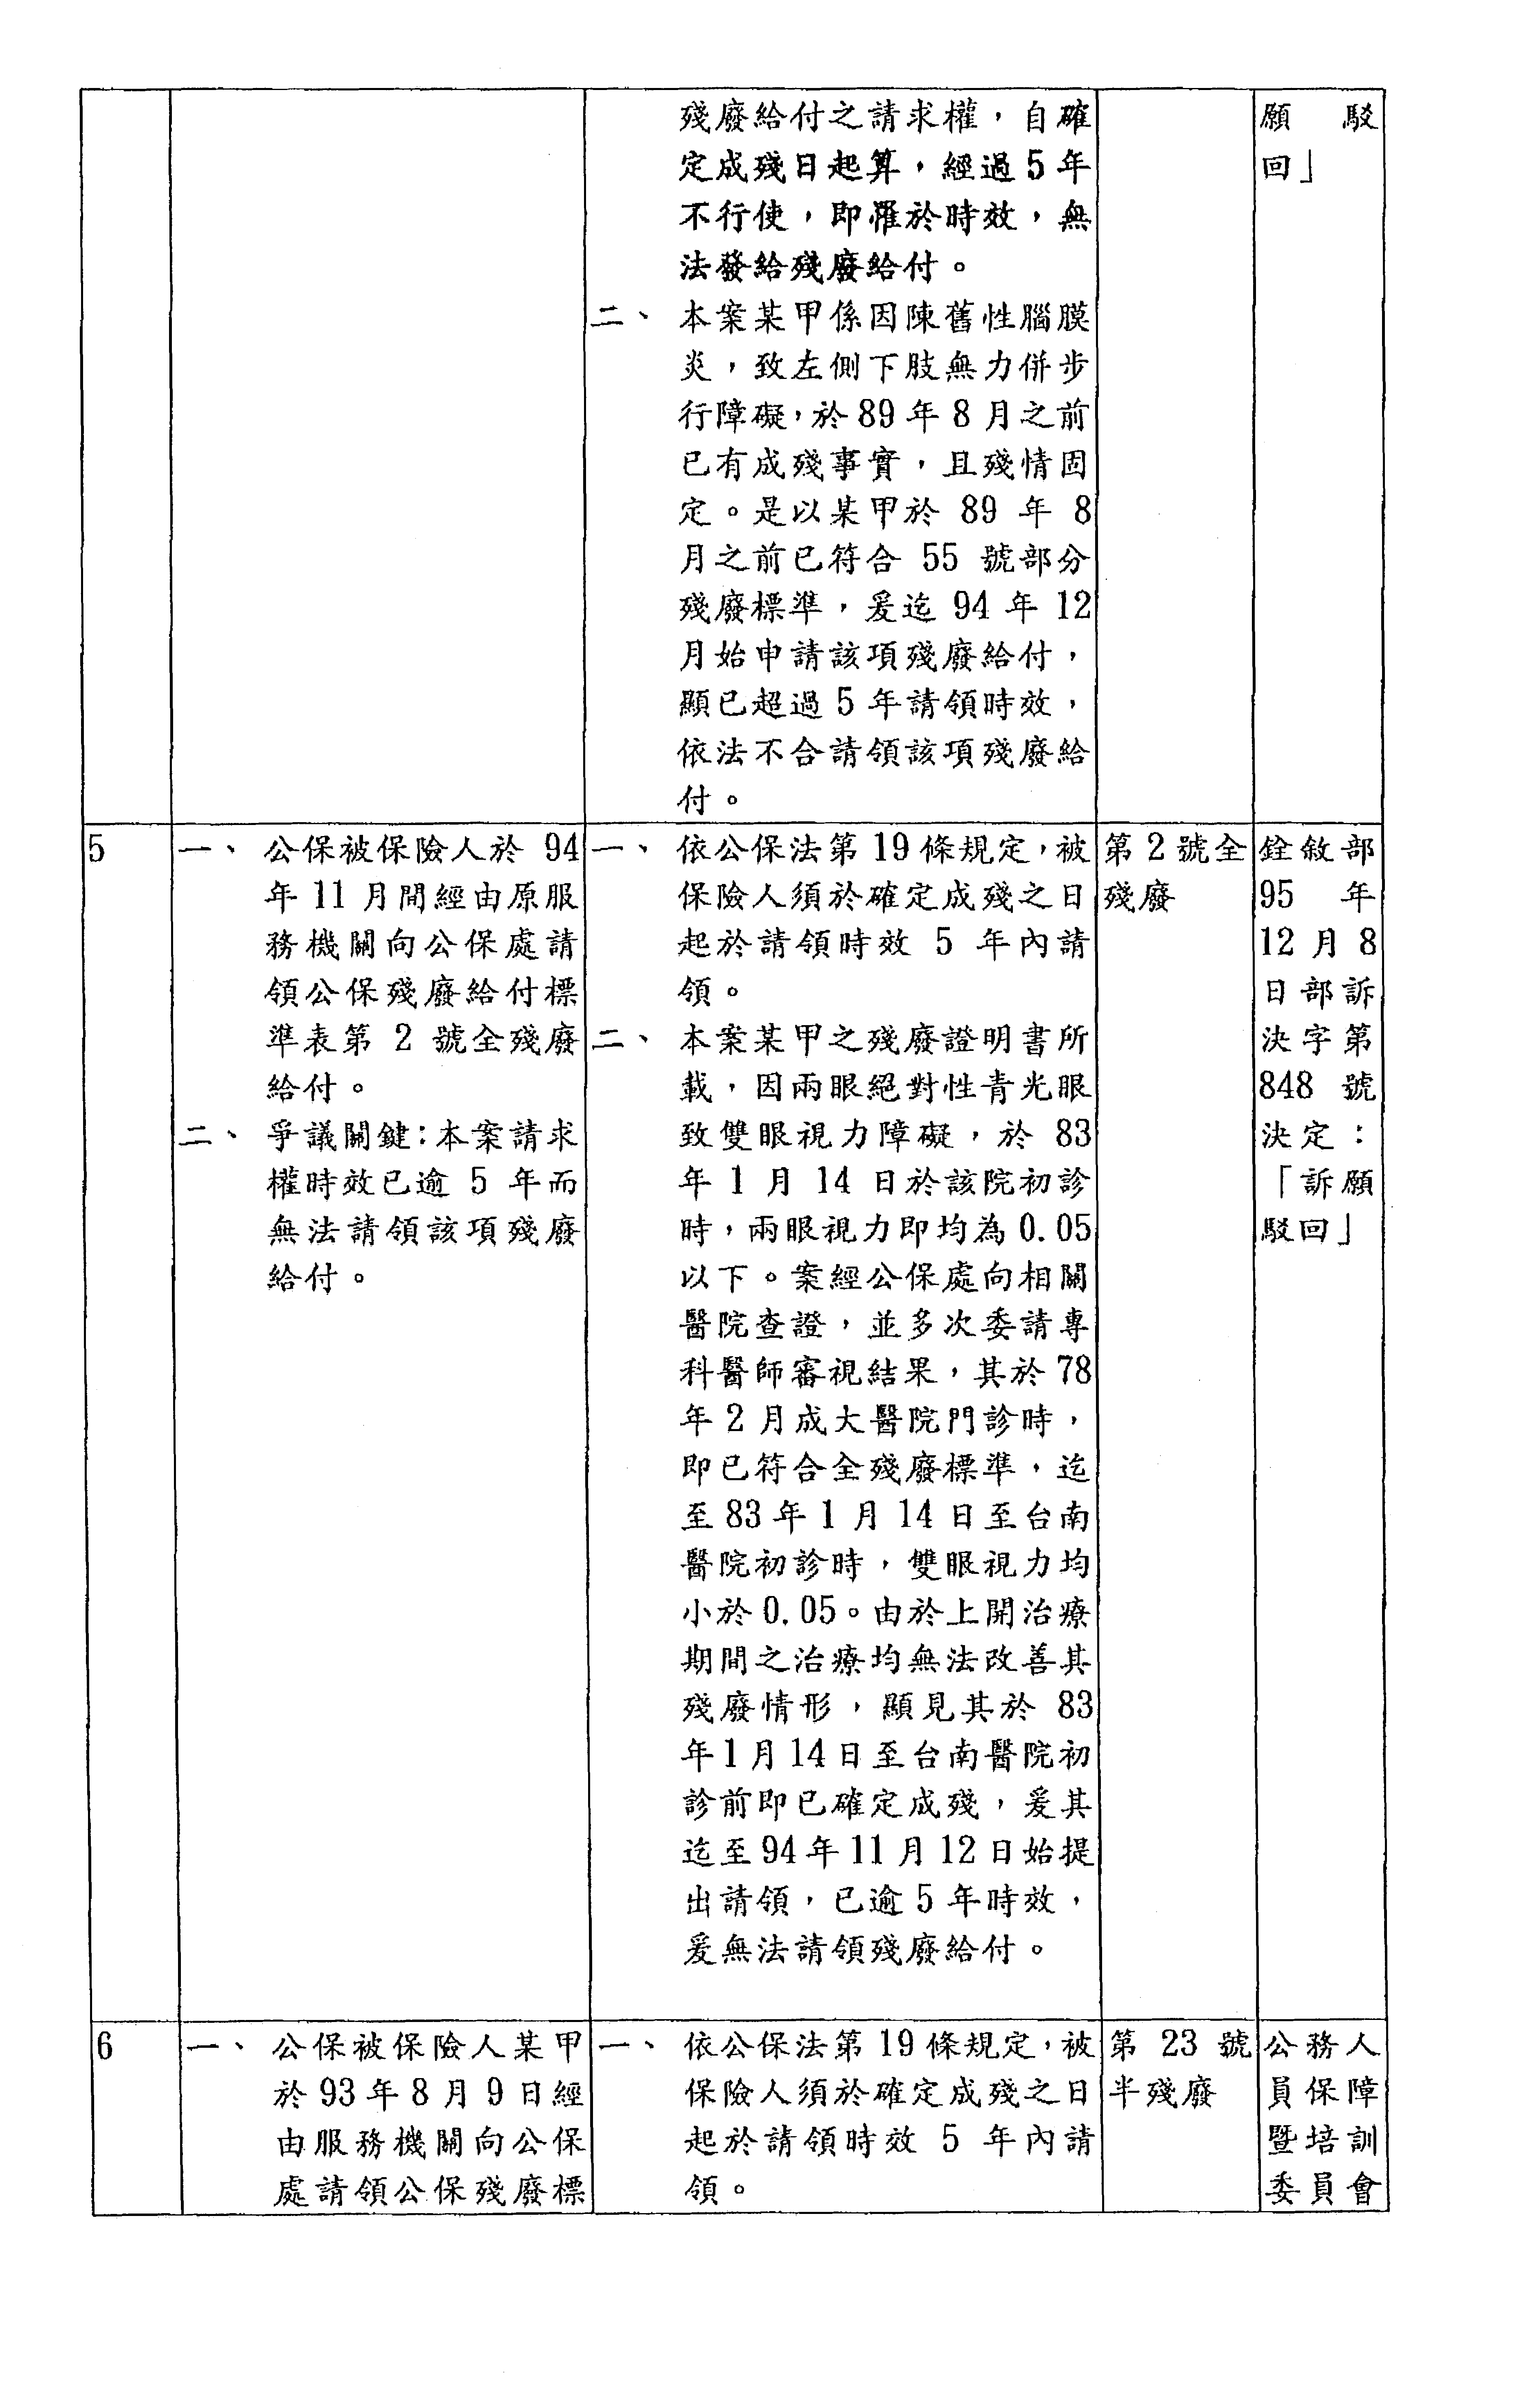 殘廢給付之請求權，自確
定成殘日起算，經過5年
不行使，即罹於時效，無
法發給殘廢給付。
二、本案某甲係因陳舊性腦膜
炎，致左側下肢無力併步
行障礙，於89年8月之前
已有成殘事實，且殘情固
定。是以某甲於 89 年 8
月之前已符合 55 號部分
殘廢標準，爰迄 94 年 12
月始申請該項殘廢給付，
顯已超過5年請領時效，
依法不合請領該項殘廢給
付。
願駁
回」
5
一、公保被保險人於 94
年 11 月間經由原服
務機關向公保處請
領公保殘廢給付標
準表第 2 號全殘廢
給付。
二、爭議關鍵：本案請求
權時效已逾 5 年而
無法請領該項殘廢
給付。
一、依公保法第19條規定，被
保險人須於確定成殘之日
起於請領時效 5 年內請
領。
二、本案某甲之殘廢證明書所
載，因兩眼絕對性青光眼
致雙眼視力障礙，於 83
年 1 月 14 日於該院初診
時，兩眼視力即均為0.05
以下。案經公保處向相關
醫院查證，並多次委請專
科醫師審視結果，其於78
年2月成大醫院門診時，
即已符合全殘廢標準，迄
至83年1月14日至台南
醫院初診時，雙眼視力均
小於0.05。由於上開治療
期間之治療均無法改善其
殘廢情形，顯見其於 83
年1月14日至台南醫院初
診前即已確定成殘，爰其
迄至94年11月12日始提
出請領，已逾5年時效，
爰無法請領殘廢給付。
第2號全
殘廢
銓敘部
95 年
12月8
日部訴
決字第
848 號
決定：
「訴願
駁回」
6
一、公保被保險人某甲
於93年8月9日經
由服務機關向公保
處請領公保殘廢標
一、依公保法第19條規定，被
保險人須於確定成殘之日
起於請領時效 5 年內請
領。
第 23 號
半殘廢
公務人
員保障
暨培訓
委員會